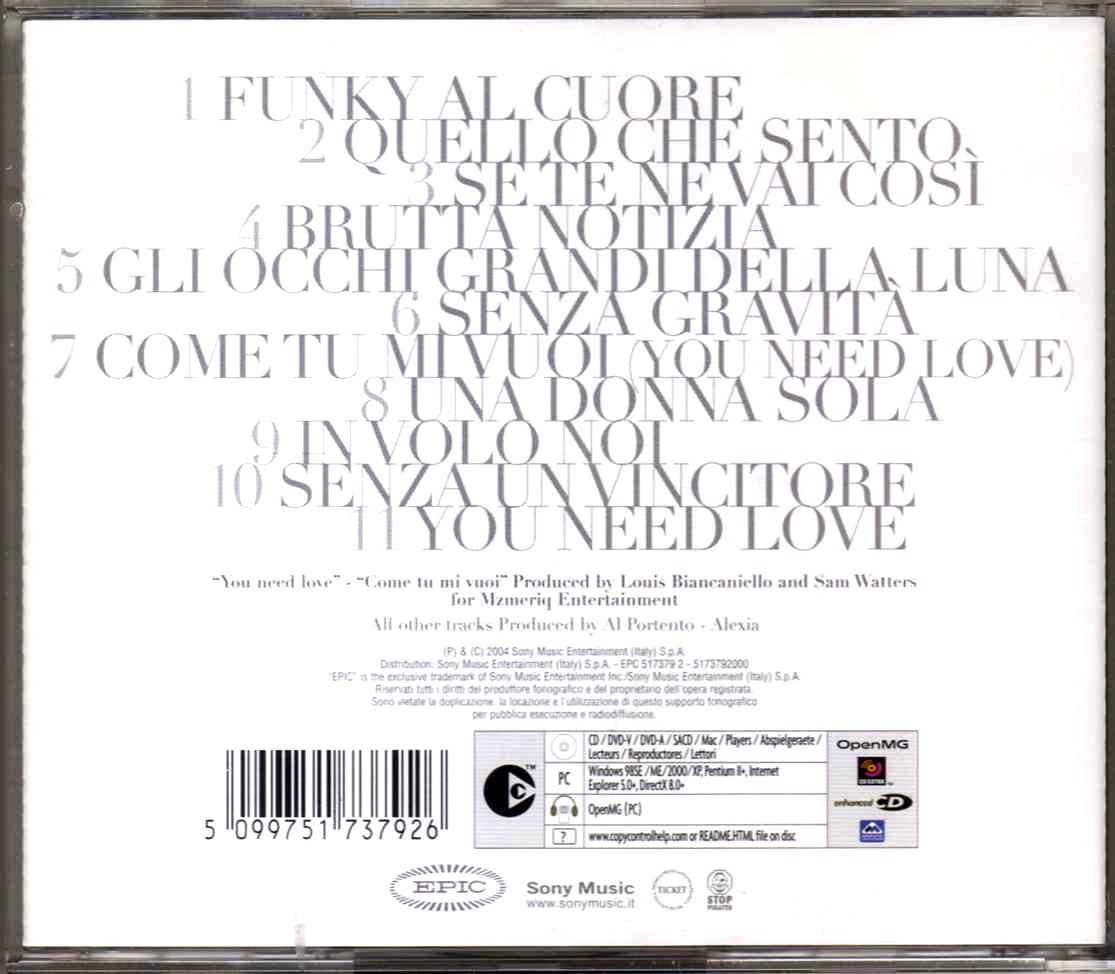 1 FUNKY AL CUORE
2 QUELLO CHE SENTO
3 SE TE NE VAI COSÌ
4 BRUTTA NOTIZIA
5 GLI OCCHI GRANDI DELLA LUNA
6 SENZA GRAVITÀ
7 COME TU MI VUOI (YOU NEED LOVE)
8 UNA DONNA SOLA
9 IN VOLO NOI
10 SENZA UN VINCITORE
11 YOU NEED LOVE
"You need love" - "Come tu mi vuoi" Produced by Louis Biancaniello and Sam Watters
for Mzmeriq Entertainment
All other tracks Produced by Al Portento - Alexia
(P) & (C) 2004 Sony Music Entertainment (Italy) S.p.A.
Distribution: Sony Music Entertainment (Italy) S.p.A. - EPC 517379 2 - 5173792000
"EPIC" is the exclusive trademark of Sony Music Entertainment Inc./Sony Music Entertainment (Italy) S.p.A.
Riservati tutti i diritti del produttore fonografico e del proprietario dell'opera registrata.
Sono vietate la duplicazione, la locazione e l'utilizzazione di questo supporto fonografico
per pubblica esecuzione e radiodiffusione.
CD / DVD-V / DVD-A / SACD / Mac / Players / Abspielgeraete /
Lecteurs / Reproductores / Lettori
PC
Windows 98SE / ME / 2000 / XP, Pentium II+, Internet
Explorer 5.0+, DirectX 8.0+
OpenMG (PC)
?
www.copycontrolhelp.com or README.HTML file on disc
TM
OpenMG
CD EXTRA
enhanced CD
5 099751 737926
EPIC
Sony Music
www.sonymusic.it
TICKET
STOP
PIRATES